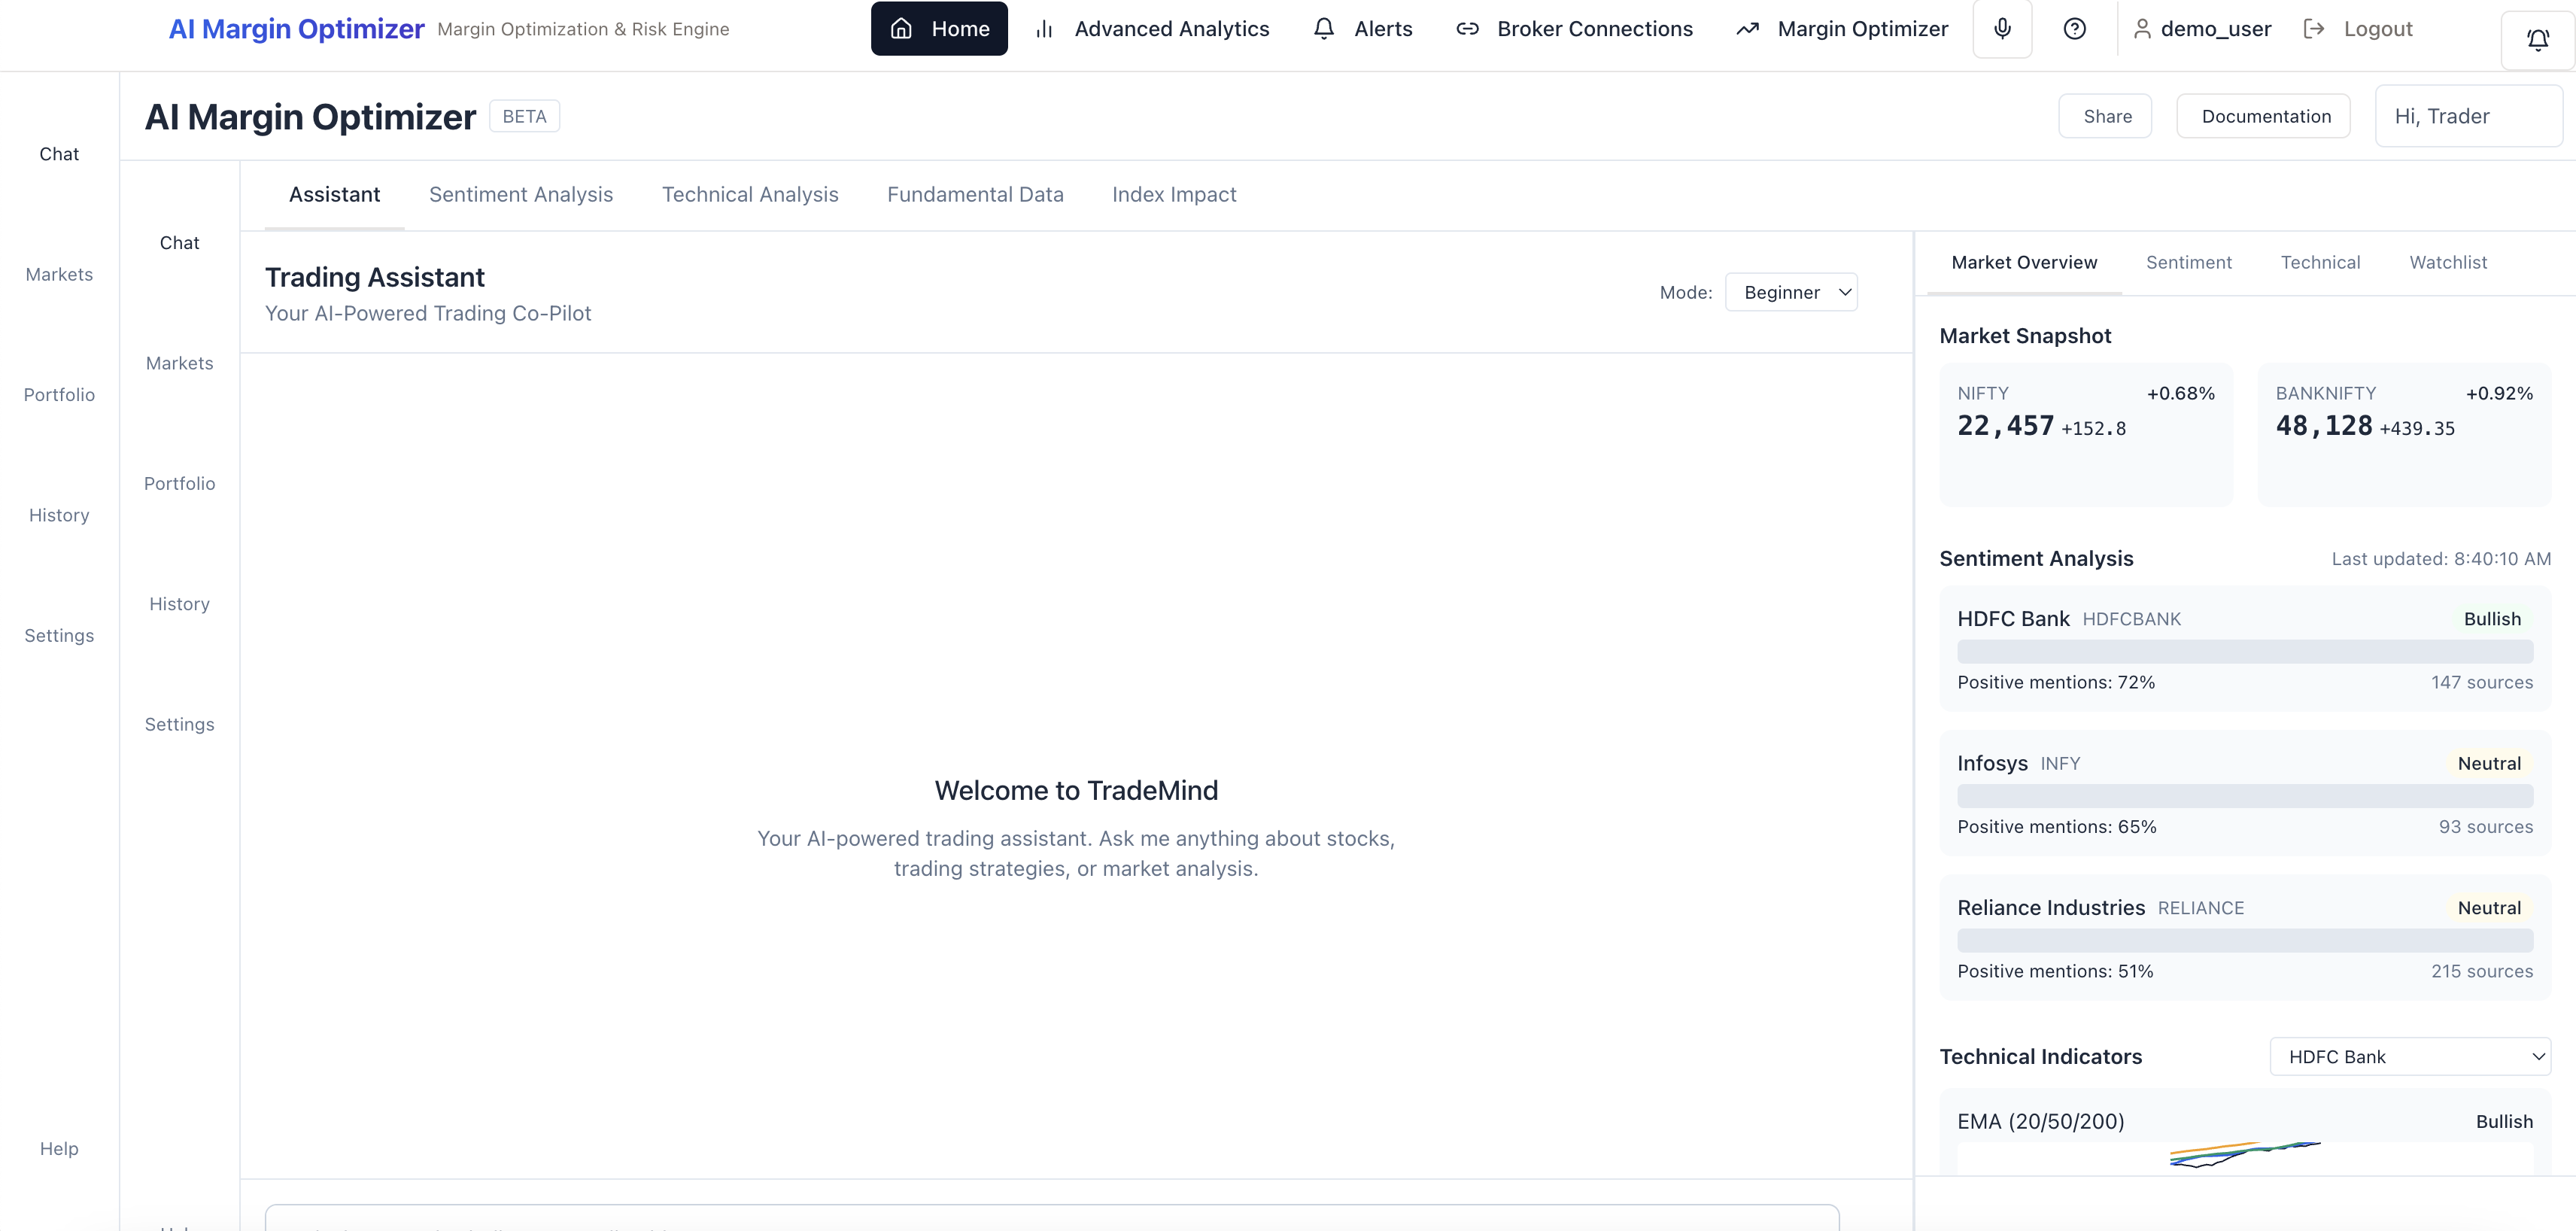 AI Margin Optimizer Margin Optimization & Risk Engine Home Advanced Analytics Alerts Broker Connections Margin Optimizer demo_user Logout
AI Margin Optimizer BETA Share Documentation Hi, Trader
Chat
Markets
Portfolio
History
Settings
Help
Chat
Markets
Portfolio
History
Settings
Assistant Sentiment Analysis Technical Analysis Fundamental Data Index Impact
Trading Assistant
Your AI-Powered Trading Co-Pilot
Mode: Beginner
Welcome to TradeMind
Your AI-powered trading assistant. Ask me anything about stocks,
trading strategies, or market analysis.
Market Overview Sentiment Technical Watchlist
Market Snapshot
NIFTY +0.68%
22,457 +152.8
BANKNIFTY +0.92%
48,128 +439.35
Sentiment Analysis Last updated: 8:40:10 AM
HDFC Bank HDFCBANK Bullish
Positive mentions: 72% 147 sources
Infosys INFY Neutral
Positive mentions: 65% 93 sources
Reliance Industries RELIANCE Neutral
Positive mentions: 51% 215 sources
Technical Indicators HDFC Bank
EMA (20/50/200) Bullish